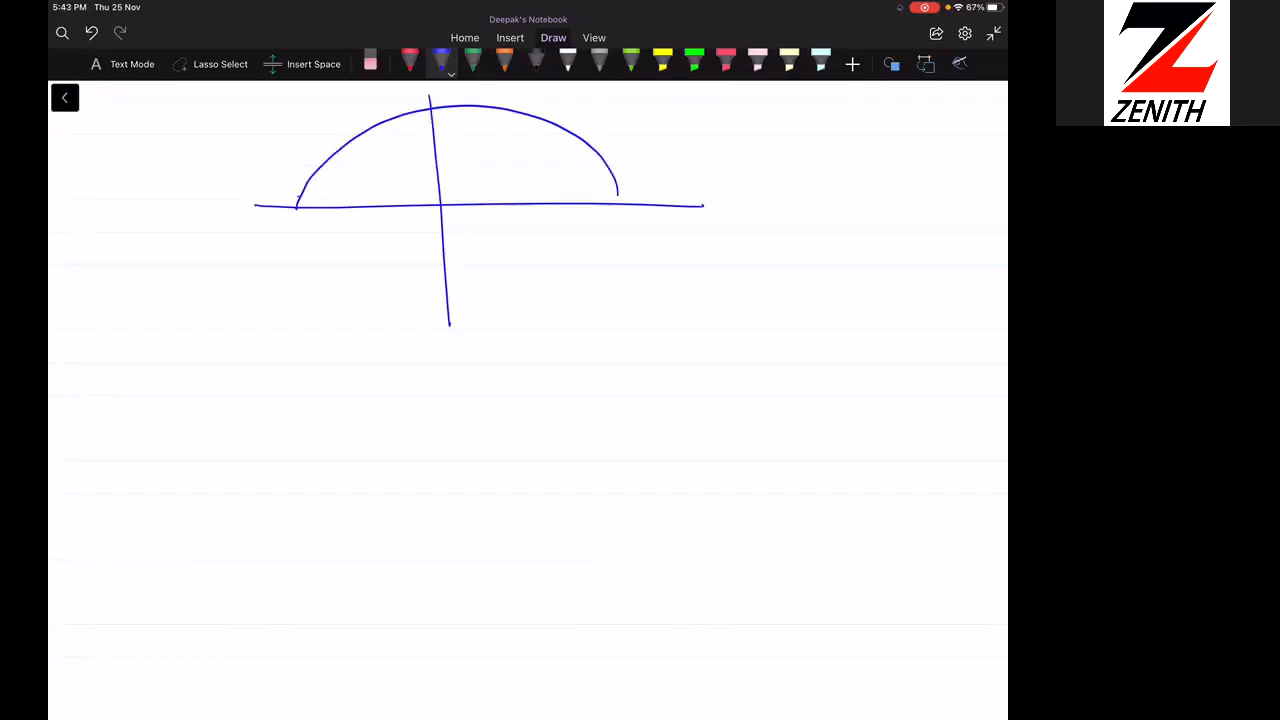 5:43 PM Thu 25 Nov
67%
Deepak's Notebook
Home Insert Draw View
A Text Mode Lasso Select Insert Space
ZENITH